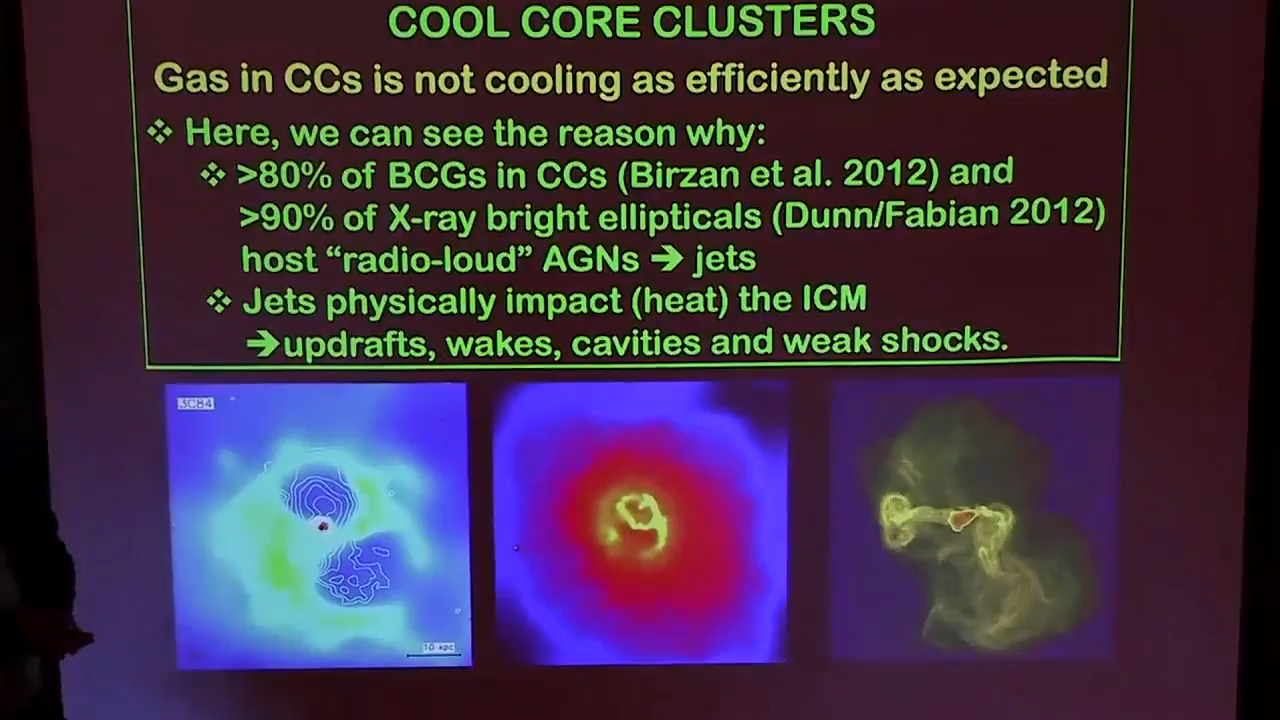 COOL CORE CLUSTERS
Gas in CCs is not cooling as efficiently as expected
❖ Here, we can see the reason why:
❖ >80% of BCGs in CCs (Birzan et al. 2012) and
>90% of X-ray bright ellipticals (Dunn/Fabian 2012)
host “radio-loud” AGNs ➔ jets
❖ Jets physically impact (heat) the ICM
➔updrafts, wakes, cavities and weak shocks.
3C84
10 kpc